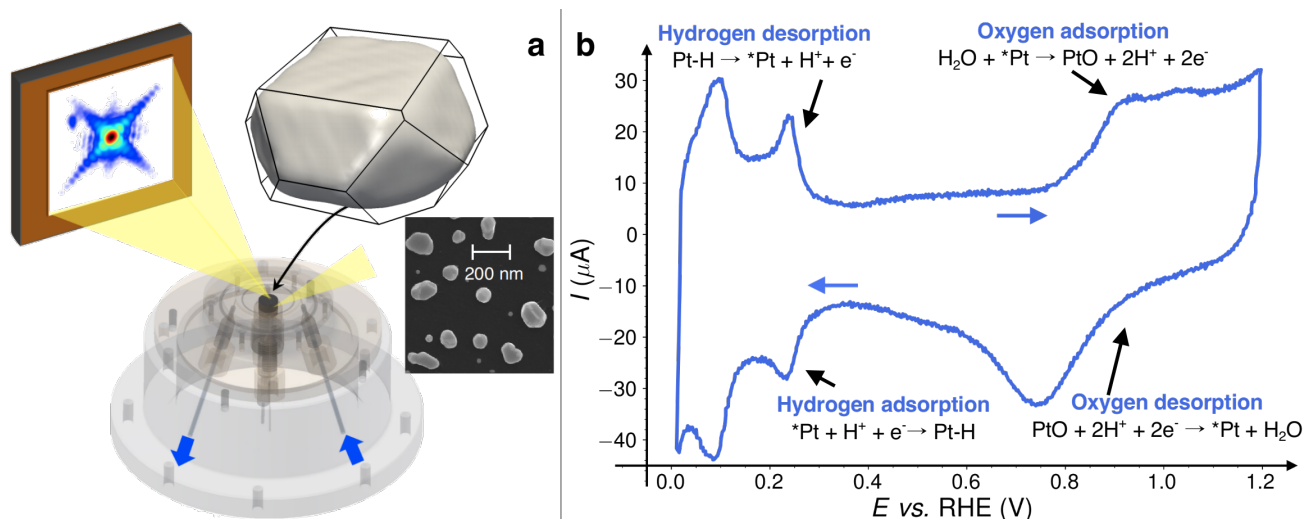 a
200 nm
b
Hydrogen desorption
Pt-H → *Pt + H⁺+ e⁻
Oxygen adsorption
H₂O + *Pt → PtO + 2H⁺ + 2e⁻
30
20
10
0
−10
−20
−30
−40
I (μA)
Hydrogen adsorption
*Pt + H⁺ + e⁻→ Pt-H
Oxygen desorption
PtO + 2H⁺ + 2e⁻ → *Pt + H₂O
0.0 0.2 0.4 0.6 0.8 1.0 1.2
E vs. RHE (V)